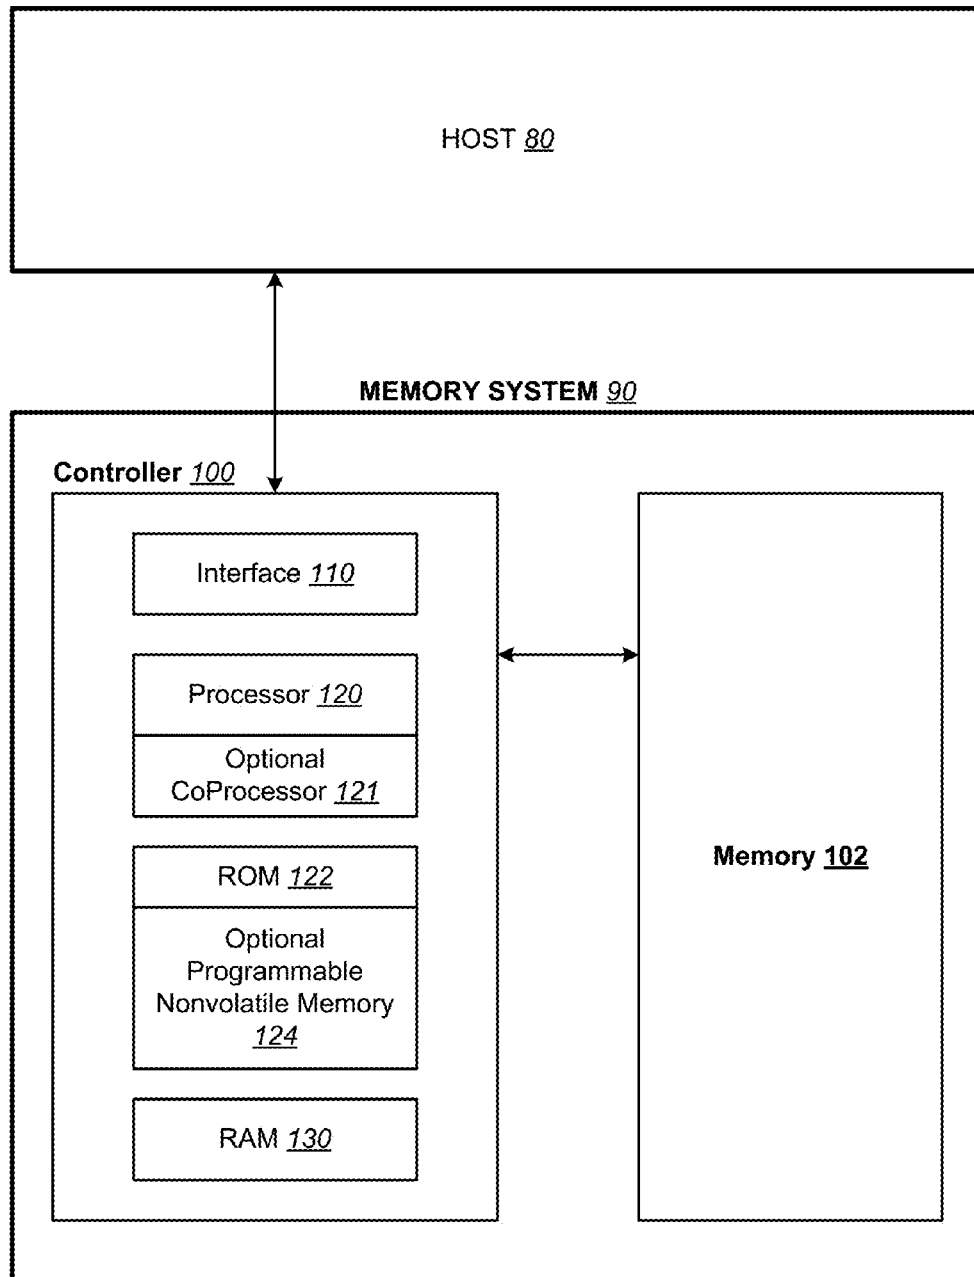 HOST 80
MEMORY SYSTEM 90
Controller 100
Interface 110
Processor 120
Optional
CoProcessor 121
ROM 122
Optional
Programmable
Nonvolatile Memory
124
RAM 130
Memory 102